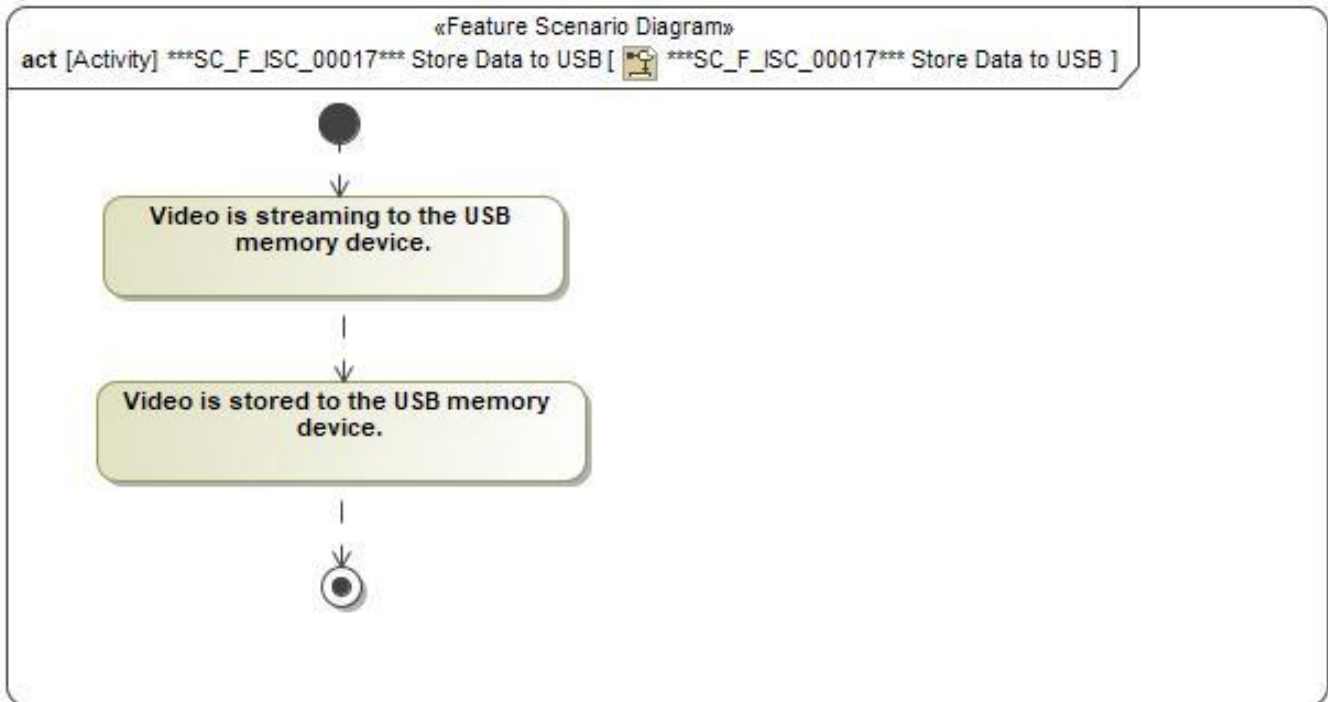 «Feature Scenario Diagram»
act [Activity] ***SC_F_ISC_00017*** Store Data to USB [ ***SC_F_ISC_00017*** Store Data to USB ]
Video is streaming to the USB
memory device.
Video is stored to the USB memory
device.